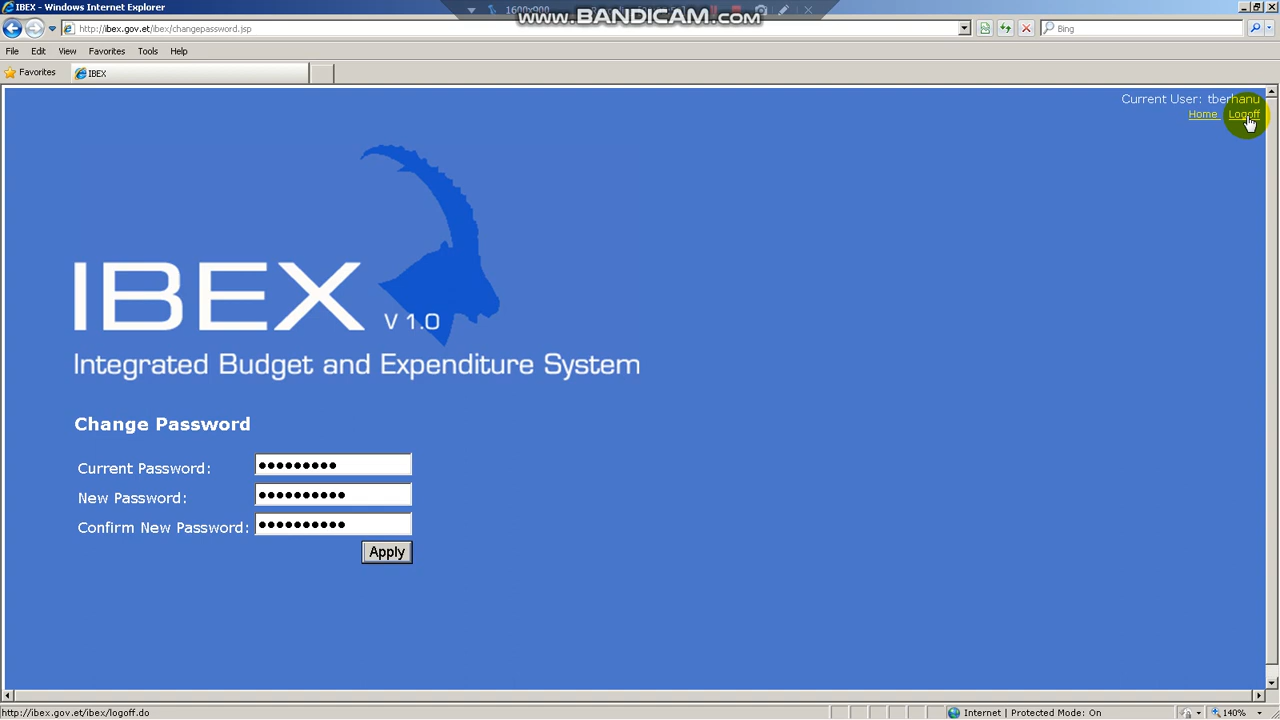 IBEX - Windows Internet Explorer
1600x900
www.BANDICAM.com
http://ibex.gov.et/ibex/changepassword.jsp
Bing
File Edit View Favorites Tools Help
Favorites IBEX
Current User: tberhanu
Home Logoff
IBEX V 1.0
Integrated Budget and Expenditure System
Change Password
Current Password: •••••••••
New Password: ••••••••••
Confirm New Password: ••••••••••
Apply
http://ibex.gov.et/ibex/logoff.do
Internet | Protected Mode: On
140%